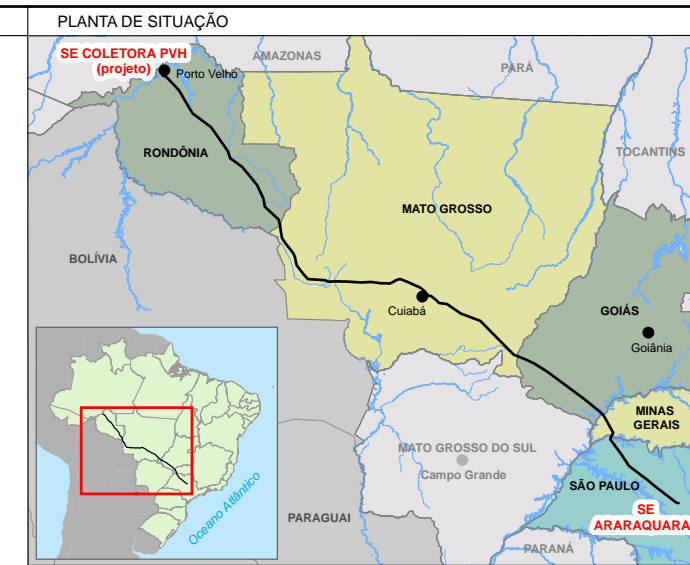 PLANTA DE SITUAÇÃO
SE COLETORA PVH
(projeto)
Porto Velho
AMAZONAS
PARÁ
TOCANTINS
RONDÔNIA
MATO GROSSO
BOLÍVIA
Cuiabá
GOIÁS
Goiânia
MINAS
GERAIS
MATO GROSSO DO SUL
Campo Grande
SÃO PAULO
SE
ARARAQUARA
PARAGUAI
PARANÁ
Oceano Atlântico